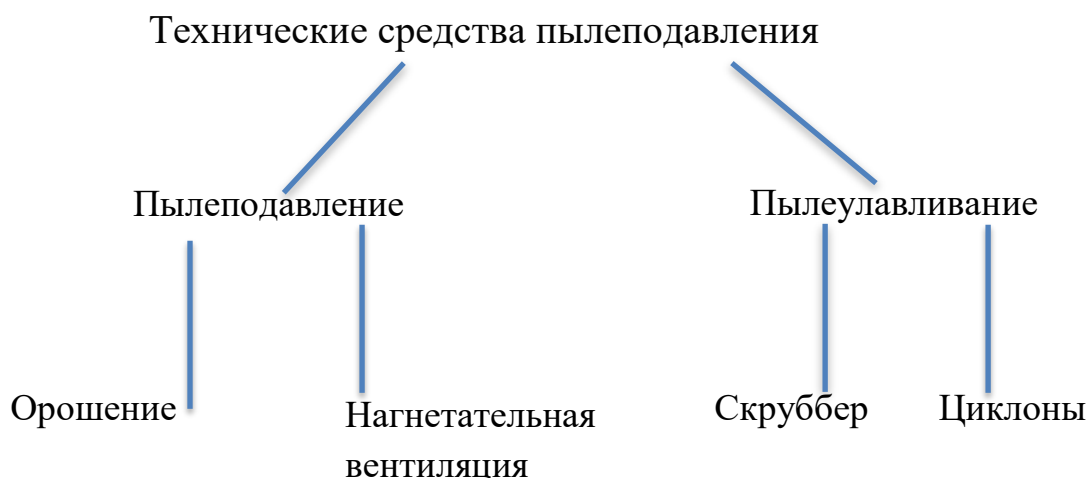 Технические средства пылеподавления
Пылеподавление
Пылеулавливание
Орошение
Нагнетательная
вентиляция
Скруббер
Циклоны